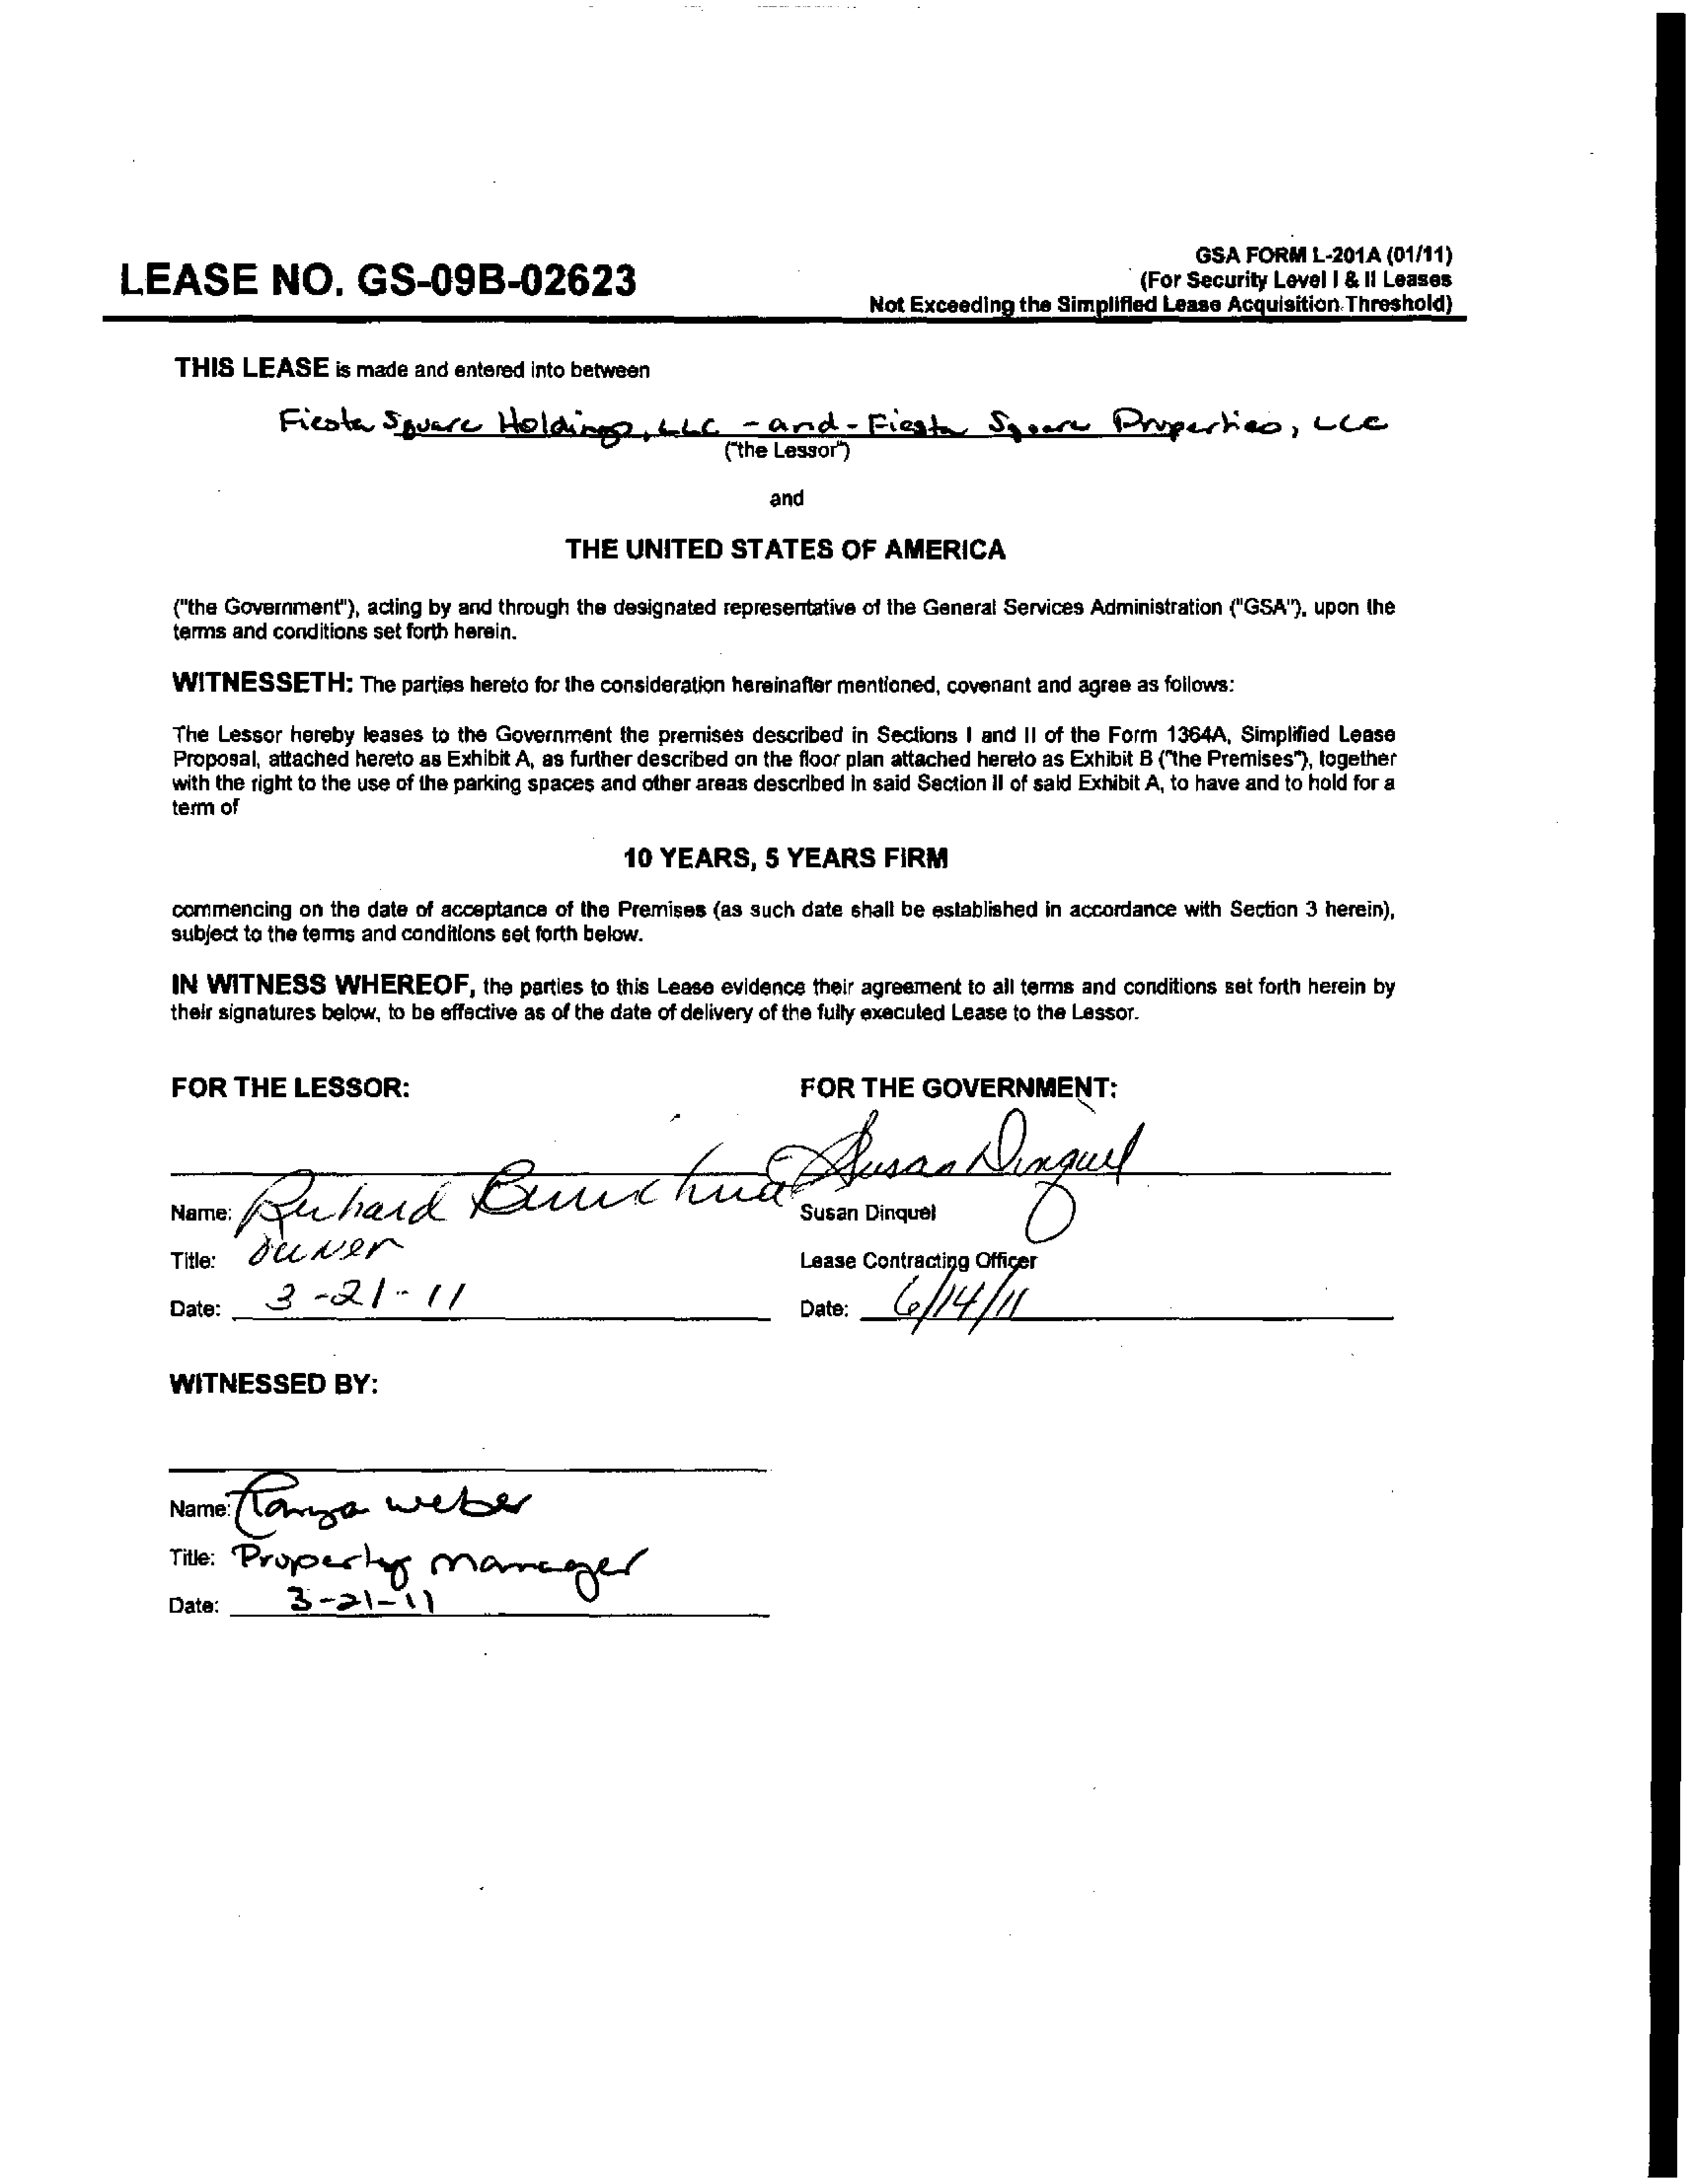 GSA FORM L-201A (01/11)
LEASE NO. GS-09B-02623
(For Security Level I & II Leases
Not Exceeding the Simplified Lease Acquisition Threshold)
THIS LEASE is made and entered into between
Fiesta Square Holdings, LLC - and - Fiesta Square Properties, LLC
("the Lessor")
and
THE UNITED STATES OF AMERICA
("the Government"), acting by and through the designated representative of the General Services Administration ("GSA"), upon the
terms and conditions set forth herein.
WITNESSETH: The parties hereto for the consideration hereinafter mentioned, covenant and agree as follows:
The Lessor hereby leases to the Government the premises described in Sections I and II of the Form 1364A, Simplified Lease
Proposal, attached hereto as Exhibit A, as further described on the floor plan attached hereto as Exhibit B ("the Premises"), together
with the right to the use of the parking spaces and other areas described in said Section II of said Exhibit A, to have and to hold for a
term of
10 YEARS, 5 YEARS FIRM
commencing on the date of acceptance of the Premises (as such date shall be established in accordance with Section 3 herein),
subject to the terms and conditions set forth below.
IN WITNESS WHEREOF, the parties to this Lease evidence their agreement to all terms and conditions set forth herein by
their signatures below, to be effective as of the date of delivery of the fully executed Lease to the Lessor.
FOR THE LESSOR: FOR THE GOVERNMENT:
Susan Dinquel
Name: Richard Susan Dinquel
Title: Owner Lease Contracting Officer
Date: 3-21-11 Date: 6/14/11
WITNESSED BY:
Name: Tanya Weber
Title: Property Manager
Date: 3-21-11